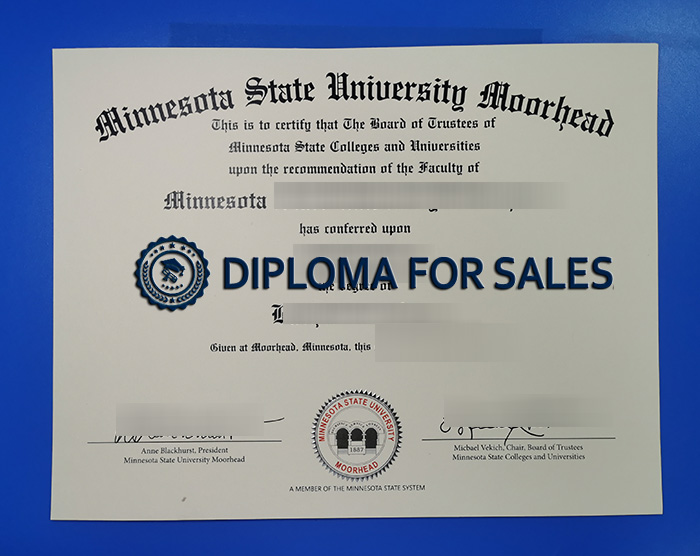 Minnesota State University Moorhead
This is to certify that The Board of Trustees of
Minnesota State Colleges and Universities
upon the recommendation of the Faculty of
Minnesota
has conferred upon
DIPLOMA FOR SALES
the degree of
Given at Moorhead, Minnesota, this
Anne Blackhurst, President
Minnesota State University Moorhead
Michael Vekich, Chair, Board of Trustees
Minnesota State Colleges and Universities
MINNESOTA STATE UNIVERSITY
1887
MOORHEAD
A MEMBER OF THE MINNESOTA STATE SYSTEM